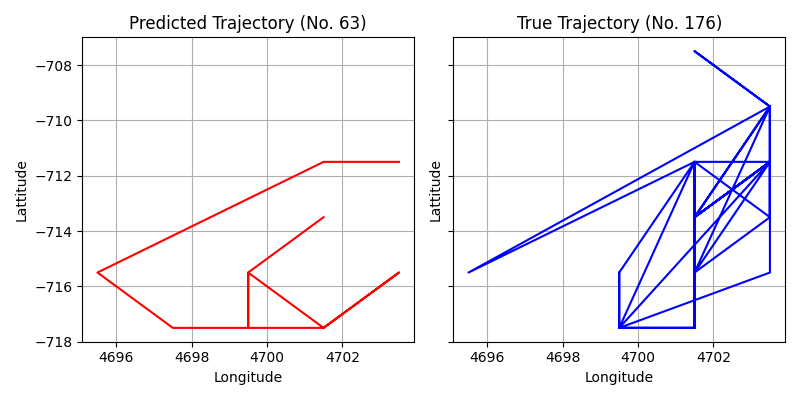 Predicted Trajectory (No. 63)
True Trajectory (No. 176)
−708
−710
−712
−714
−716
−718
Lattitude
Lattitude
4696 4698 4700 4702
4696 4698 4700 4702
Longitude
Longitude